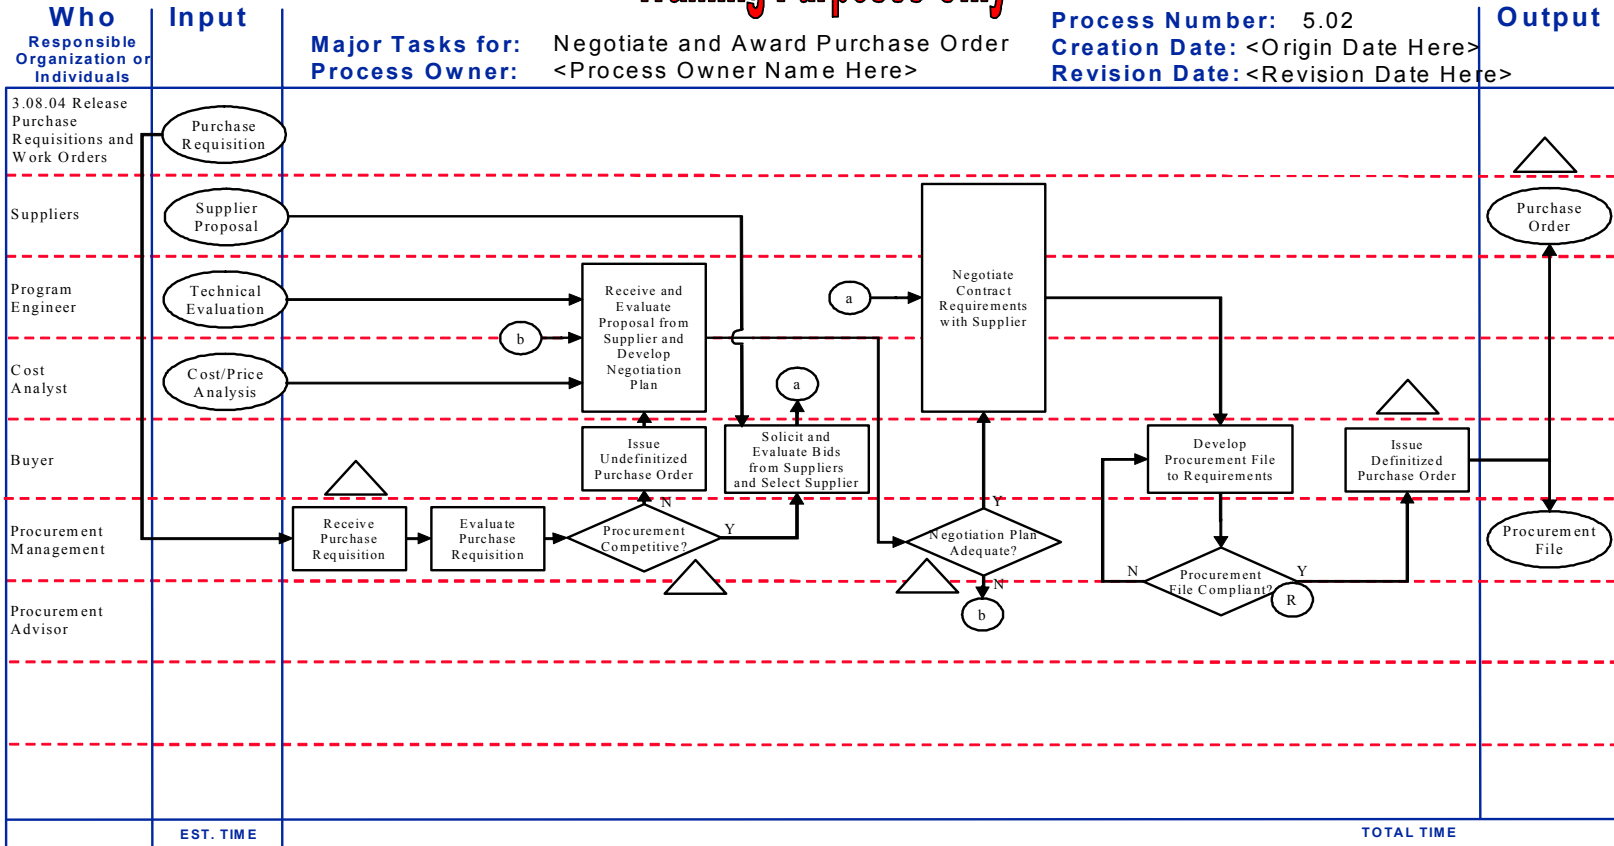 Training Purposes Only
Who
Input
Output
Responsible
Organization or
Individuals
Major Tasks for: Negotiate and Award Purchase Order
Process Owner: <Process Owner Name Here>
Process Number: 5.02
Creation Date: <Origin Date Here>
Revision Date: <Revision Date Here>
3.08.04 Release
Purchase
Requisitions and
Work Orders
Purchase
Requisition
Suppliers
Supplier
Proposal
Purchase
Order
Program
Engineer
Technical
Evaluation
Receive and
Evaluate
Proposal from
Supplier and
Develop
Negotiation
Plan
b
a
Negotiate
Contract
Requirements
with Supplier
Cost
Analyst
Cost/Price
Analysis
a
Buyer
Issue
Undefinitized
Purchase Order
Solicit and
Evaluate Bids
from Suppliers
and Select Supplier
Develop
Procurement File
to Requirements
Issue
Definitized
Purchase Order
Procurement
Management
Receive
Purchase
Requisition
Evaluate
Purchase
Requisition
N
Procurement
Competitive?
Y
Y
Negotiation Plan
Adequate?
N
b
Procurement
File
Procurement
Advisor
N
Procurement
File Compliant?
Y
R
EST. TIME
TOTAL TIME